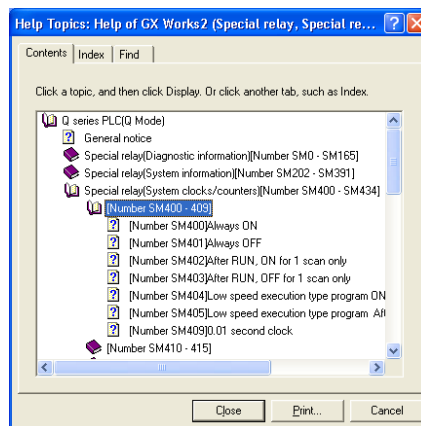 Help Topics: Help of GX Works2 (Special relay, Special re...
Contents Index Find
Click a topic, and then click Display. Or click another tab, such as Index.
Q series PLC(Q Mode)
General notice
Special relay(Diagnostic information)[Number SM0 - SM165]
Special relay(System information)[Number SM202 - SM391]
Special relay(System clocks/counters)[Number SM400 - SM434]
[Number SM400 - 409]
[Number SM400]Always ON
[Number SM401]Always OFF
[Number SM402]After RUN, ON for 1 scan only
[Number SM403]After RUN, OFF for 1 scan only
[Number SM404]Low speed execution type program ON
[Number SM405]Low speed execution type program Aft
[Number SM409]0.01 second clock
[Number SM410 - 415]
Close Print... Cancel